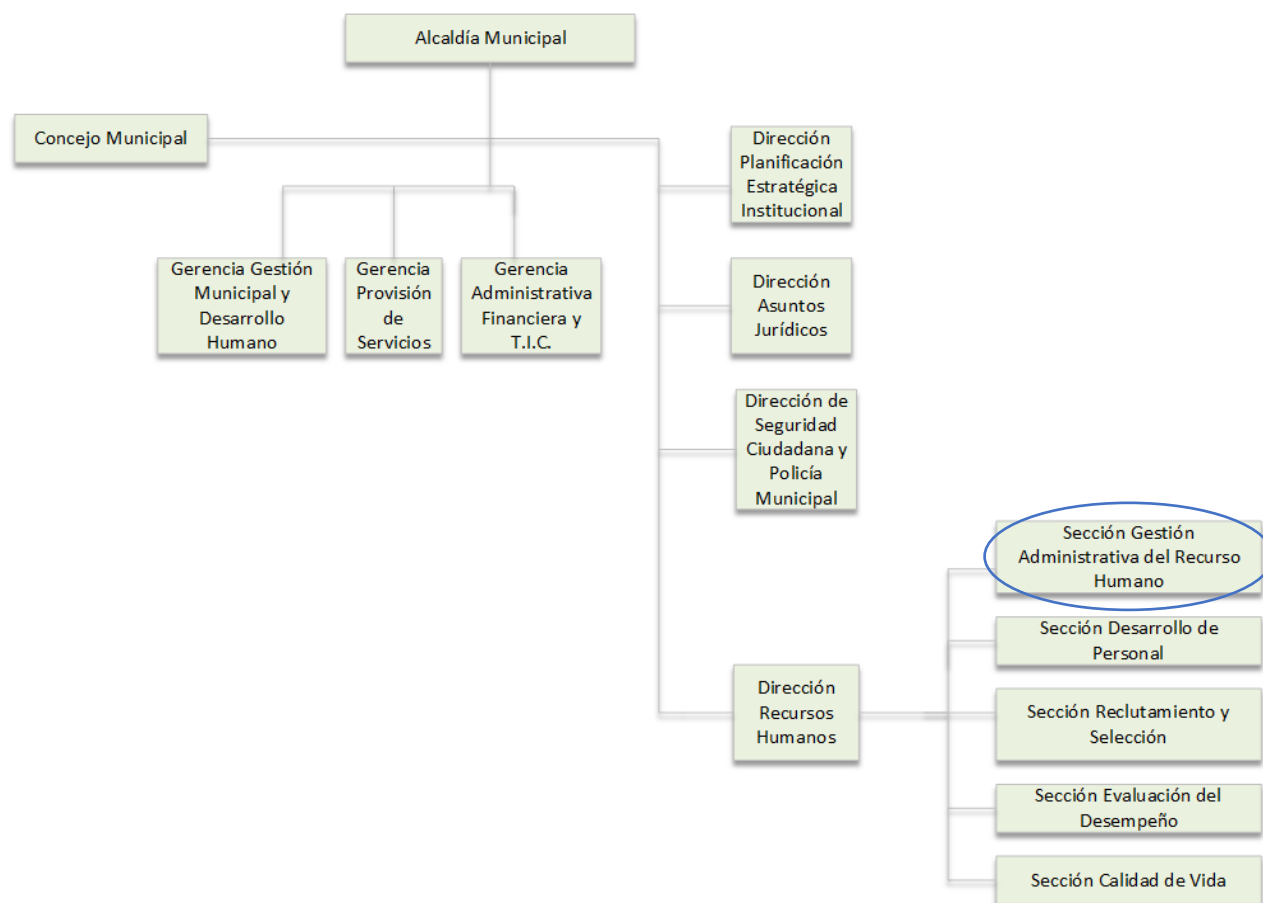 Alcaldía Municipal
Concejo Municipal
Dirección
Planificación
Estratégica
Institucional
Gerencia Gestión
Municipal y
Desarrollo
Humano
Gerencia
Provisión
de
Servicios
Gerencia
Administrativa
Financiera y
T.I.C.
Dirección
Asuntos
Jurídicos
Dirección de
Seguridad
Ciudadana y
Policía
Municipal
Dirección
Recursos
Humanos
Sección Gestión
Administrativa del Recurso
Humano
Sección Desarrollo de
Personal
Sección Reclutamiento y
Selección
Sección Evaluación del
Desempeño
Sección Calidad de Vida